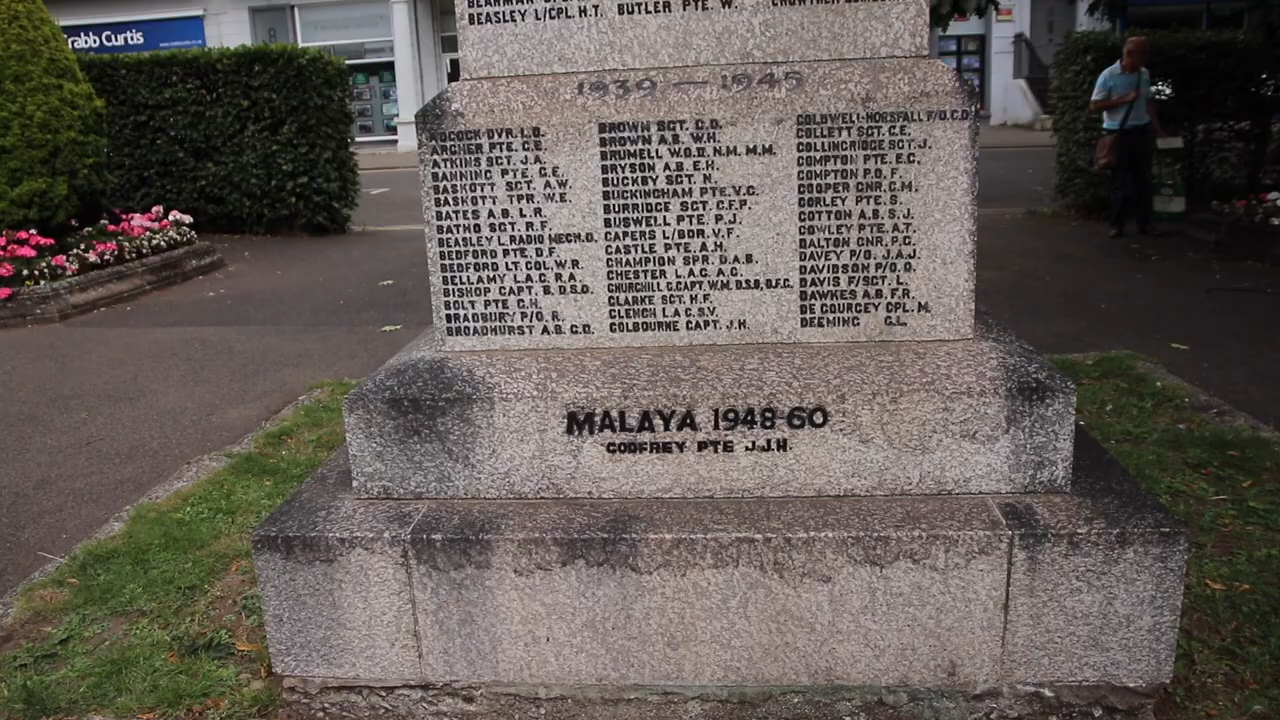 Crabb Curtis
8
BEASLEY L/CPL. H.T. BUTLER PTE. W.
1939 — 1945
ADCOCK DVR. L.G.
ARCHER PTE. C.E.
ATKINS SGT. J.A.
BANNING PTE. G.E.
BASKOTT SGT. A.W.
BASKOTT TPR. W.E.
BATES A.B. L.R.
BATHO SGT. R.F.
BEASLEY L.RADIO MECH.D.
BEDFORD PTE. D.F.
BEDFORD LT.COL. W.R.
BELLAMY L.A.C. R.A.
BISHOP CAPT. B. D.S.O.
BOLT PTE. G.H.
BRADBURY P/O. R.
BROADHURST A.B. G.D.
BROWN SGT. C.D.
BROWN A.B. W.H.
BRUMELL W.O.II. N.M. M.M.
BRYSON A.B. E.H.
BUCKBY SGT. N.
BUCKINGHAM PTE. V.C.
BURRIDGE SGT. C.F.P.
BUSWELL PTE. P.J.
CAPERS L/BDR. V.F.
CASTLE PTE. A.H.
CHAMPION SPR. D.A.B.
CHESTER L.A.C. A.C.
CHURCHILL G.CAPT. W.M. D.S.O. D.F.C.
CLARKE SGT. H.F.
CLENCH L.A.C. S.V.
COLBOURNE CAPT. J.H.
COLDWELL-HORSFALL F/O. C.D.
COLLETT SGT. C.E.
COLLINGRIDGE SGT. J.
COMPTON PTE. E.C.
COMPTON P.O. F.
COOPER GNR. G.M.
CORLEY PTE. S.
COTTON A.B. S.J.
COWLEY PTE. A.T.
DALTON GNR. P.C.
DAVEY P/O. J.A.J.
DAVIDSON P/O. D.
DAVIS F/SGT. L.
DAWKES A.B. F.R.
DE COURCEY CPL. M.
DEEMING G.L.
MALAYA 1948-60
GODFREY PTE J.J.H.